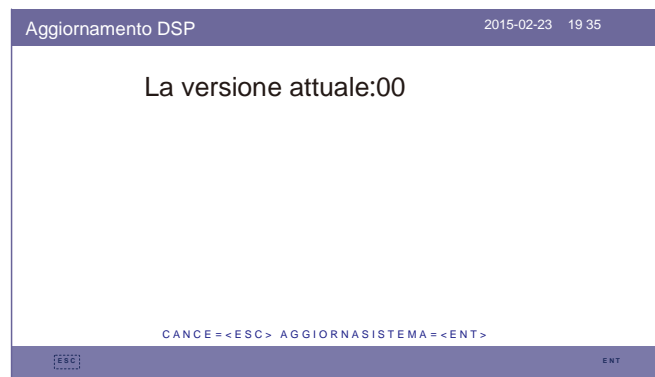 Aggiornamento DSP 2015-02-23 19 35
La versione attuale:00
CANCE=<ESC> AGGIORNASISTEMA=<ENT>
ESC ENT